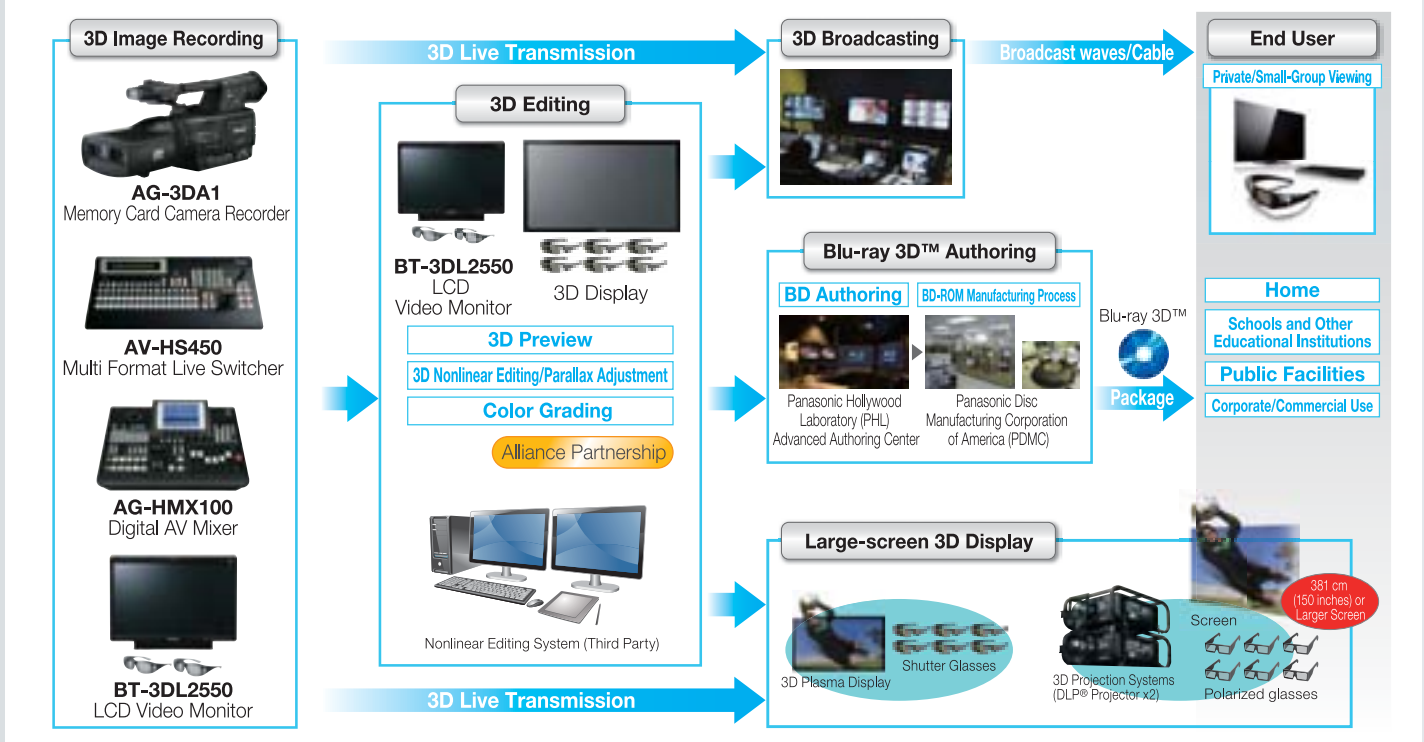 3D Image Recording
AG-3DA1
Memory Card Camera Recorder
AV-HS450
Multi Format Live Switcher
AG-HMX100
Digital AV Mixer
BT-3DL2550
LCD Video Monitor
3D Live Transmission
3D Editing
BT-3DL2550
LCD
Video Monitor
3D Display
3D Preview
3D Nonlinear Editing/Parallax Adjustment
Color Grading
Alliance Partnership
Nonlinear Editing System (Third Party)
3D Live Transmission
3D Broadcasting
Broadcast waves/Cable
Blu-ray 3D™ Authoring
BD Authoring
BD-ROM Manufacturing Process
Panasonic Hollywood
Laboratory (PHL)
Advanced Authoring Center
Panasonic Disc
Manufacturing Corporation
of America (PDMC)
Blu-ray 3D™
Package
Large-screen 3D Display
3D Plasma Display
Shutter Glasses
3D Projection Systems
(DLP® Projector x2)
Screen
Polarized glasses
381 cm
(150 inches) or
Larger Screen
End User
Private/Small-Group Viewing
Home
Schools and Other
Educational Institutions
Public Facilities
Corporate/Commercial Use